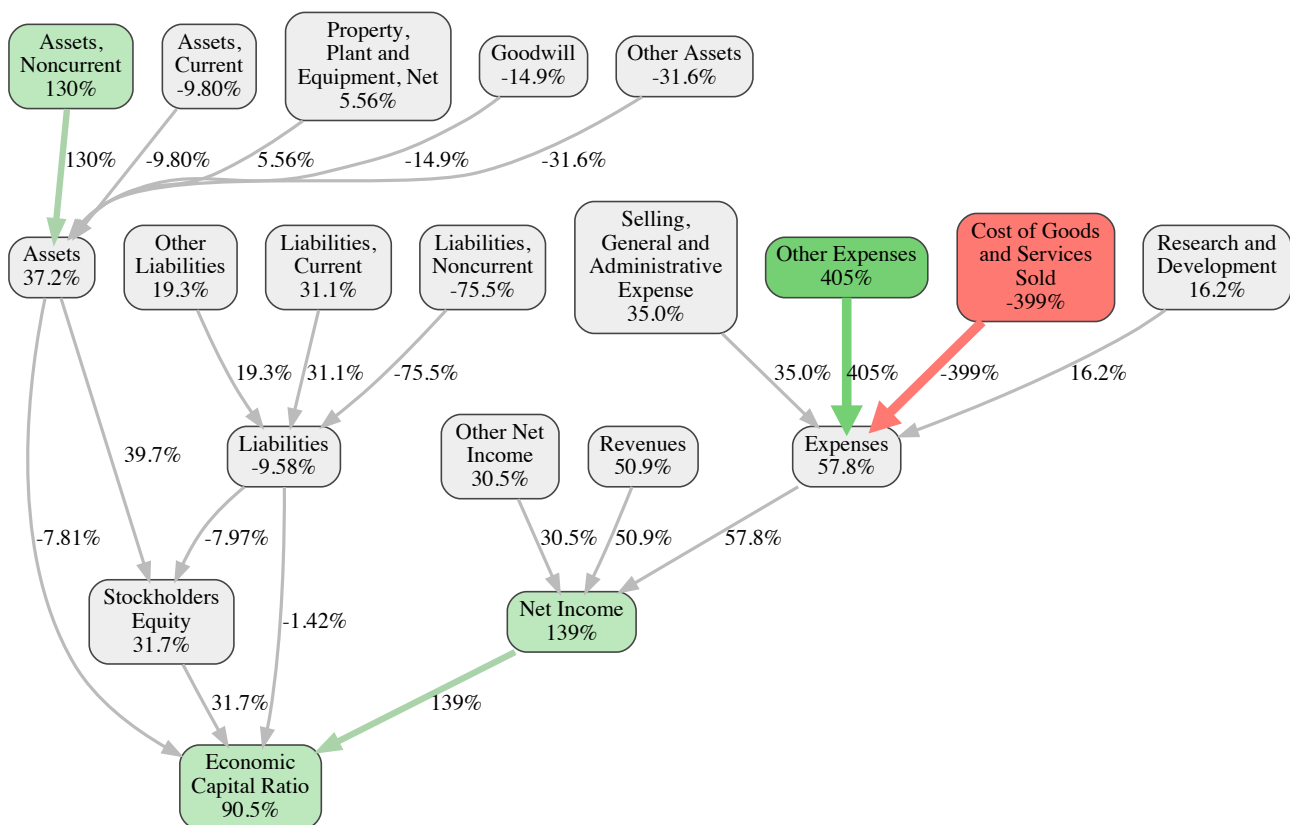 Assets,
Noncurrent
130%
Assets,
Current
-9.80%
Property,
Plant and
Equipment, Net
5.56%
Goodwill
-14.9%
Other Assets
-31.6%
130%
-9.80%
5.56%
-14.9%
-31.6%
Assets
37.2%
Other
Liabilities
19.3%
Liabilities,
Current
31.1%
Liabilities,
Noncurrent
-75.5%
Selling,
General and
Administrative
Expense
35.0%
Other Expenses
405%
Cost of Goods
and Services
Sold
-399%
Research and
Development
16.2%
19.3%
31.1%
-75.5%
35.0%
405%
-399%
16.2%
39.7%
Liabilities
-9.58%
Other Net
Income
30.5%
Revenues
50.9%
Expenses
57.8%
-7.81%
-7.97%
30.5%
50.9%
57.8%
Stockholders
Equity
31.7%
-1.42%
Net Income
139%
31.7%
139%
Economic
Capital Ratio
90.5%